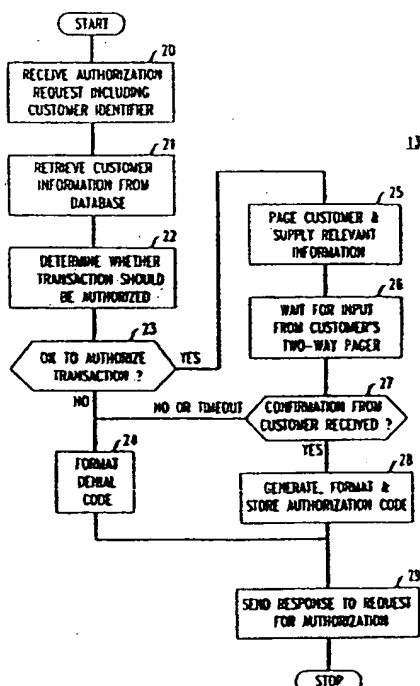 START
20
RECEIVE AUTHORIZATION
REQUEST INCLUDING
CUSTOMER IDENTIFIER
21
RETRIEVE CUSTOMER
INFORMATION FROM
DATABASE
22
DETERMINE WHETHER
TRANSACTION SHOULD
BE AUTHORIZED
23
OK TO AUTHORIZE
TRANSACTION ?
YES
NO
24
FORMAT
DENIAL
CODE
13
25
PAGE CUSTOMER &
SUPPLY RELEVANT
INFORMATION
26
WAIT FOR INPUT
FROM CUSTOMER'S
TWO-WAY PAGER
27
CONFIRMATION FROM
CUSTOMER RECEIVED ?
NO OR TIMEOUT
YES
28
GENERATE, FORMAT &
STORE AUTHORIZATION CODE
29
SEND RESPONSE TO REQUEST
FOR AUTHORIZATION
STOP